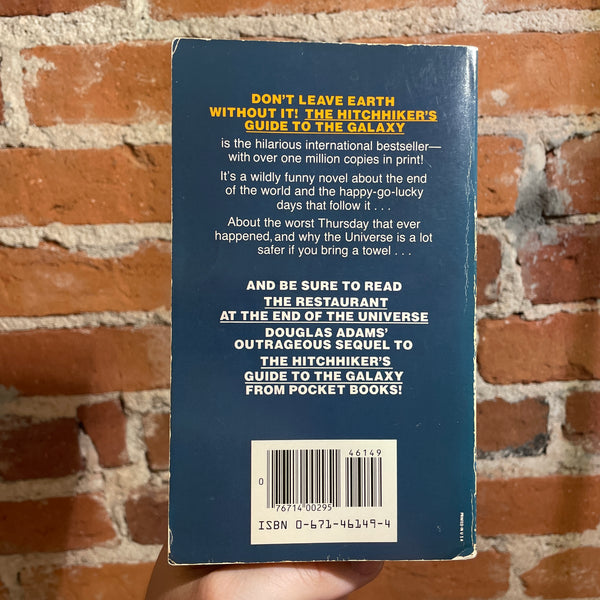 DON'T LEAVE EARTH
WITHOUT IT! THE HITCHHIKER'S
GUIDE TO THE GALAXY
is the hilarious international bestseller—
with over one million copies in print!
It's a wildly funny novel about the end
of the world and the happy-go-lucky
days that follow it . . .
About the worst Thursday that ever
happened, and why the Universe is a lot
safer if you bring a towel . . .
AND BE SURE TO READ
THE RESTAURANT
AT THE END OF THE UNIVERSE
DOUGLAS ADAMS'
OUTRAGEOUS SEQUEL TO
THE HITCHHIKER'S
GUIDE TO THE GALAXY
FROM POCKET BOOKS!
46149
0
76714 00295
ISBN 0-671-46149-4
PRINTED IN U.S.A.